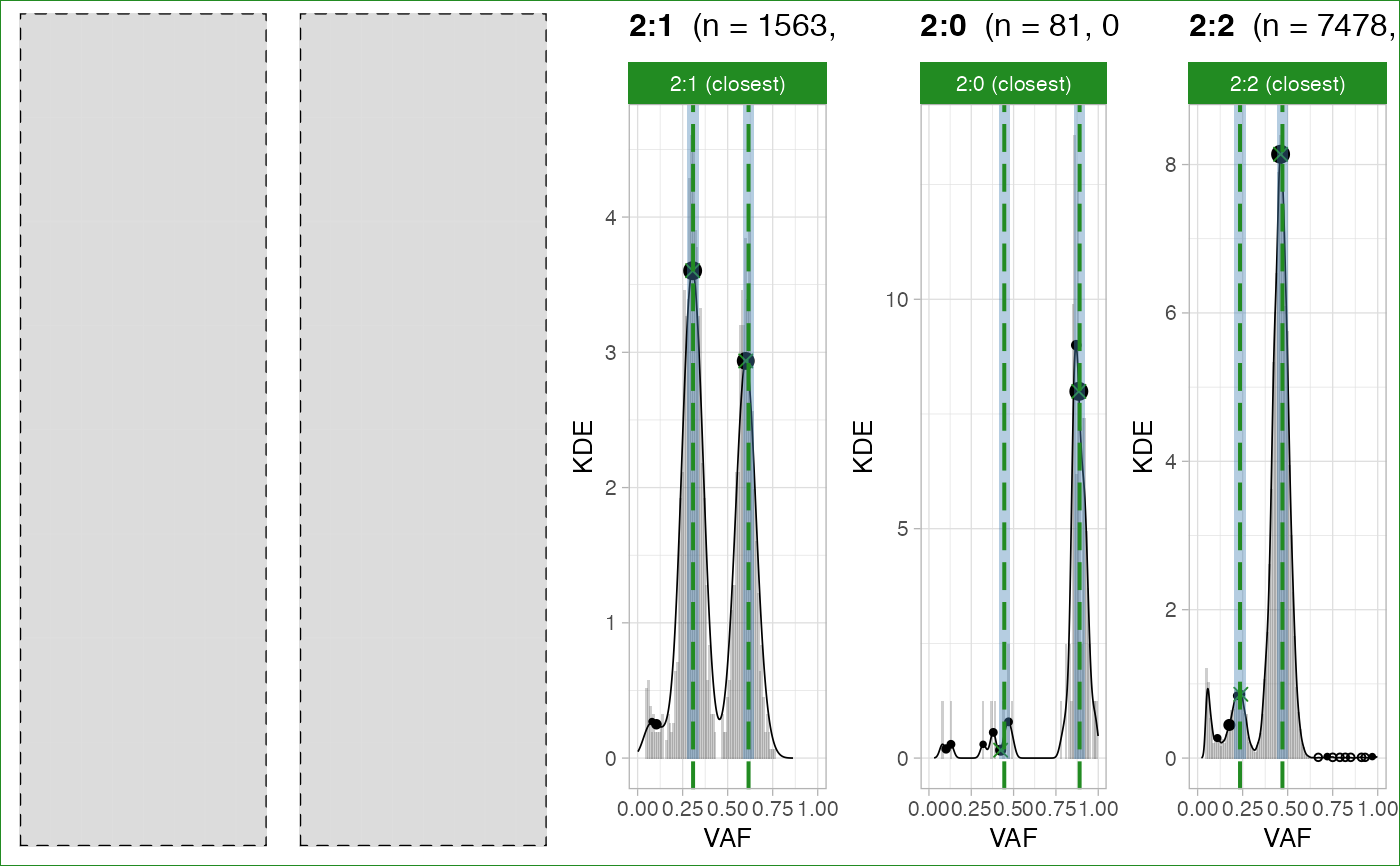 2:1 (n = 1563,
2:1 (closest)
4
3
2
1
0
KDE
0.00 0.25 0.50 0.75 1.00
VAF
2:0 (n = 81, 0
2:0 (closest)
10
5
0
KDE
0.00 0.25 0.50 0.75 1.00
VAF
2:2 (n = 7478,
2:2 (closest)
8
6
4
2
0
KDE
0.00 0.25 0.50 0.75 1.00
VAF